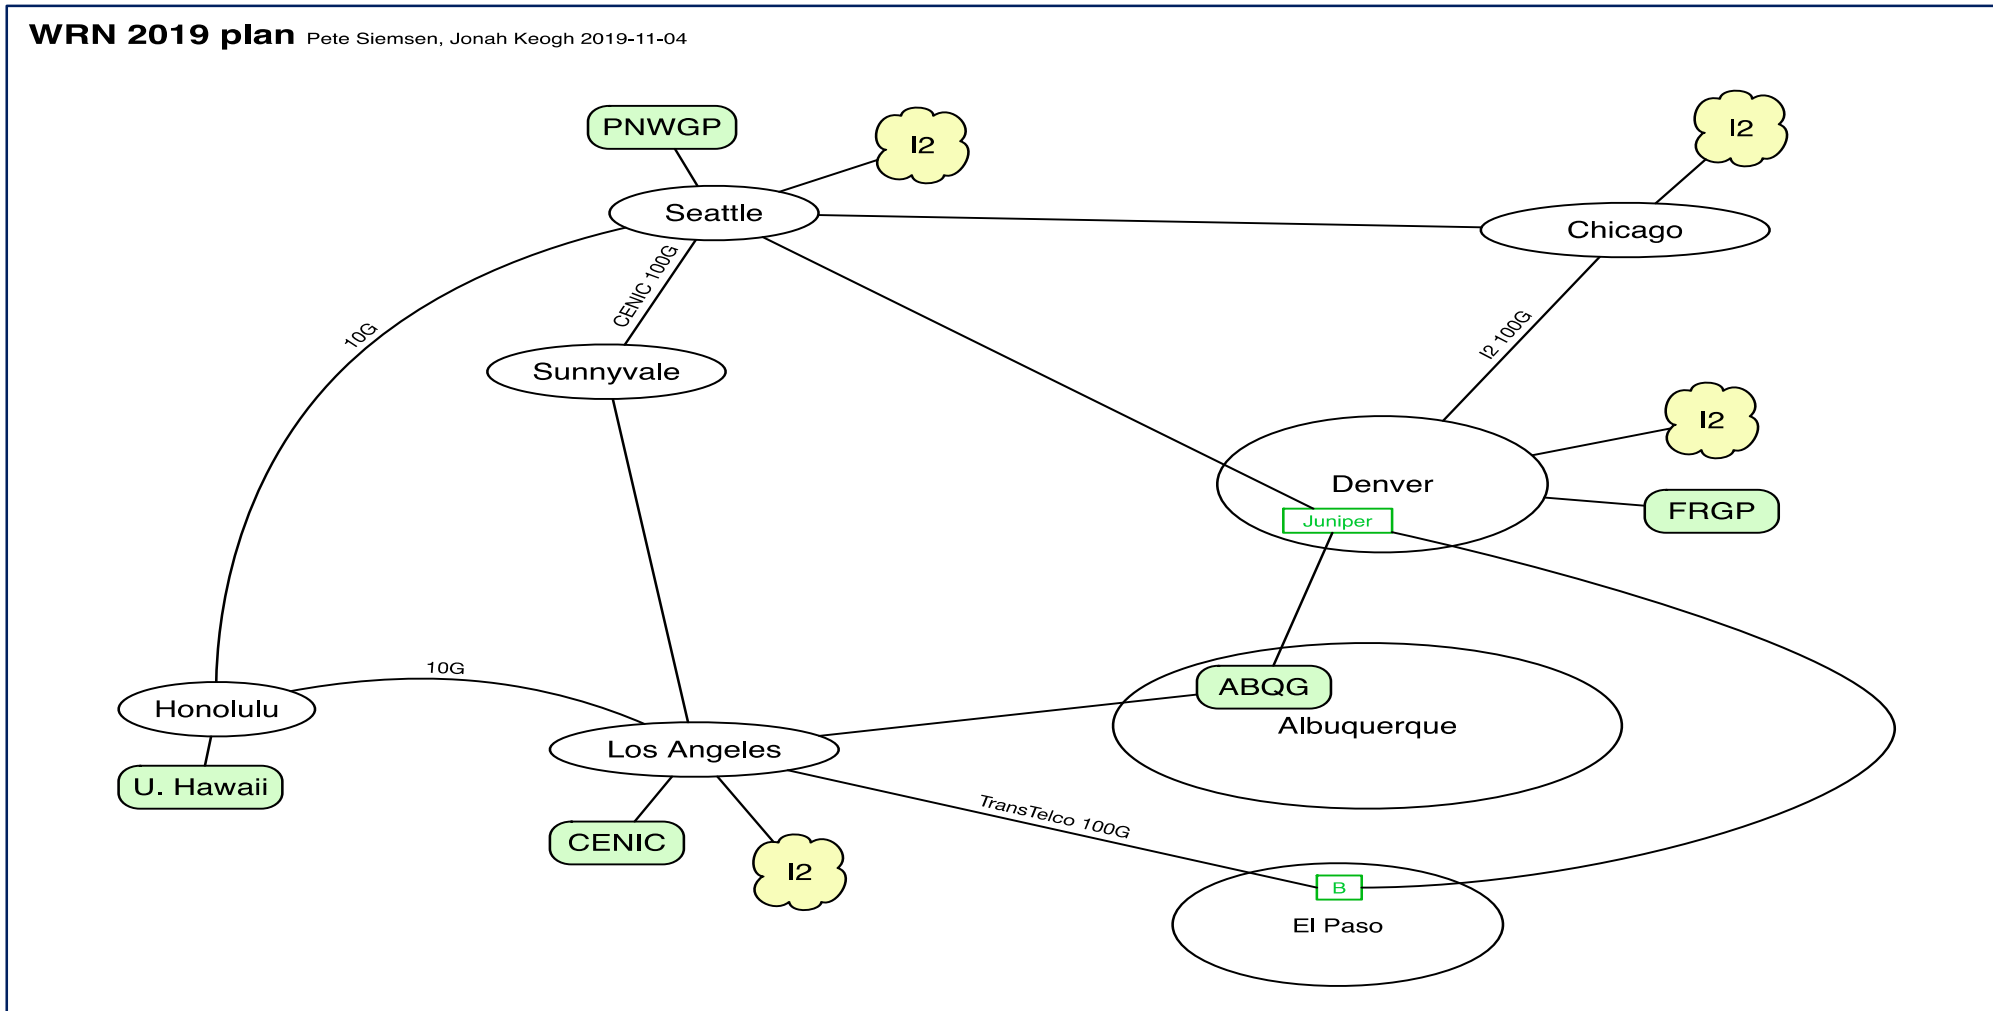 WRN 2019 plan Pete Siemsen, Jonah Keogh 2019-11-04
PNWGP
I2
I2
Seattle
Chicago
CENIC 100G
10G
I2 100G
Sunnyvale
I2
Denver
FRGP
Juniper
10G
ABQG
Honolulu
Albuquerque
Los Angeles
U. Hawaii
TransTelco 100G
CENIC
I2
B
El Paso